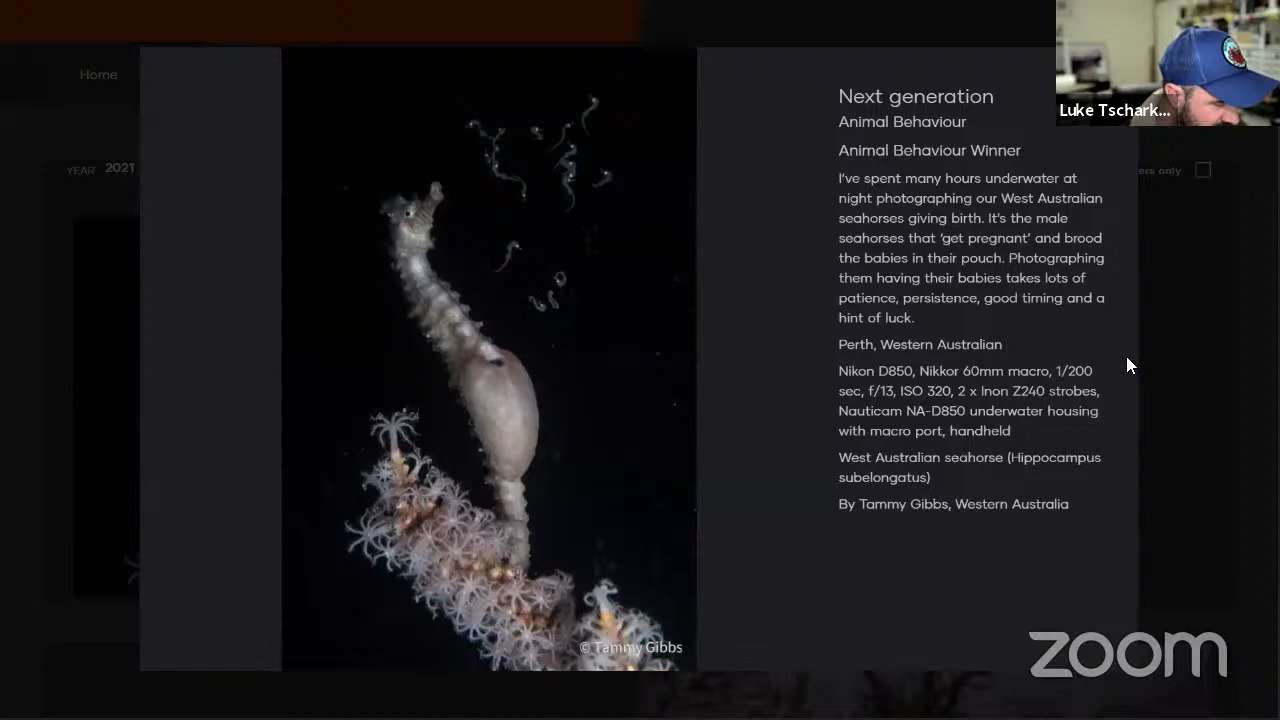 Home
YEAR 2021
Next generation
Animal Behaviour
Animal Behaviour Winner
I've spent many hours underwater at
night photographing our West Australian
seahorses giving birth. It's the male
seahorses that 'get pregnant' and brood
the babies in their pouch. Photographing
them having their babies takes lots of
patience, persistence, good timing and a
hint of luck.
Perth, Western Australian
Nikon D850, Nikkor 60mm macro, 1/200
sec, f/13, ISO 320, 2 x Inon Z240 strobes,
Nauticam NA-D850 underwater housing
with macro port, handheld
West Australian seahorse (Hippocampus
subelongatus)
By Tammy Gibbs, Western Australia
© Tammy Gibbs
Luke Tschark...
ers only
zoom